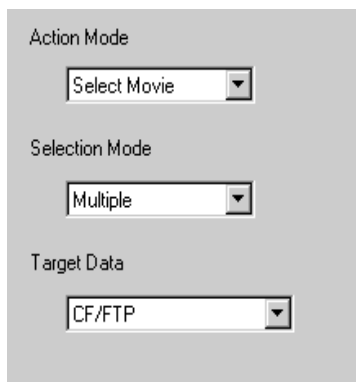 Action Mode
Select Movie
Selection Mode
Multiple
Target Data
CF/FTP